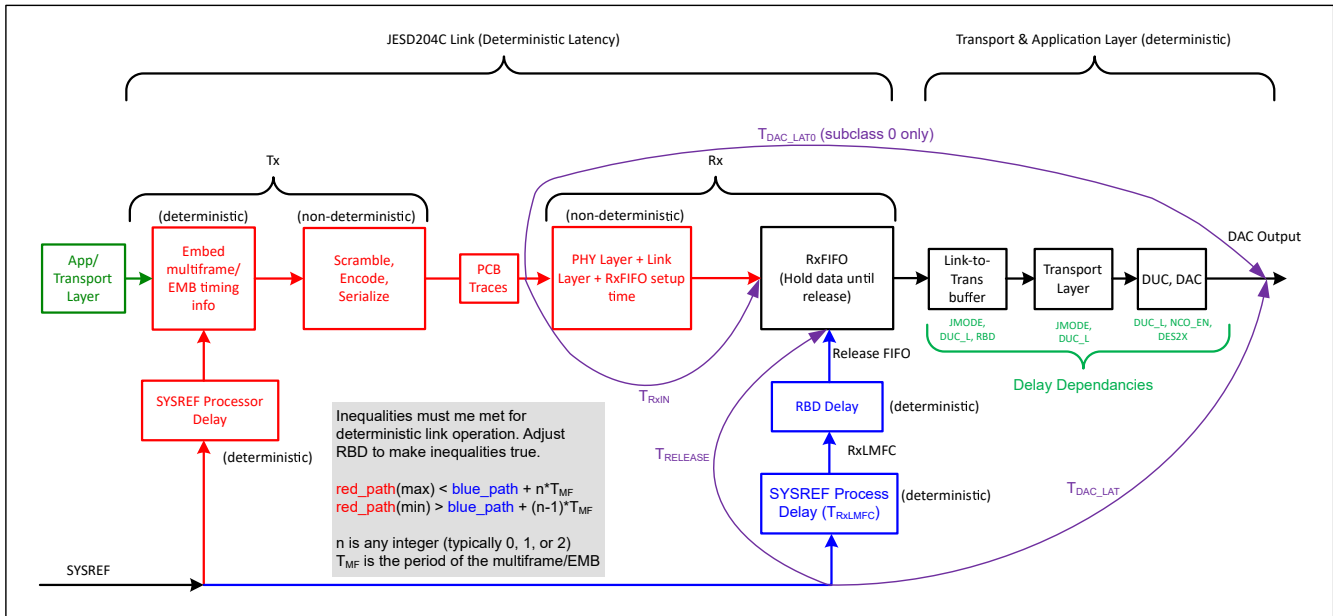 JESD204C Link (Deterministic Latency)
Transport & Application Layer (deterministic)
T_DAC_LAT0 (subclass 0 only)
Tx
Rx
(deterministic)
(non-deterministic)
(non-deterministic)
DAC Output
App/
Transport
Layer
Embed
multiframe/
EMB timing
info
Scramble,
Encode,
Serialize
PCB
Traces
PHY Layer + Link
Layer + RxFIFO setup
time
RxFIFO
(Hold data until
release)
Link-to-
Trans
buffer
Transport
Layer
DUC, DAC
JMODE,
DUC_L, RBD
JMODE,
DUC_L
DUC_L, NCO_EN,
DES2X
Delay Dependancies
Release FIFO
T_RxIN
SYSREF Processor
Delay
(deterministic)
RBD Delay
(deterministic)
RxLMFC
T_RELEASE
SYSREF Process
Delay (T_RxLMFC)
(deterministic)
T_DAC_LAT
Inequalities must me met for
deterministic link operation. Adjust
RBD to make inequalities true.
red_path(max) < blue_path + n*T_MF
red_path(min) > blue_path + (n-1)*T_MF
n is any integer (typically 0, 1, or 2)
T_MF is the period of the multiframe/EMB
SYSREF